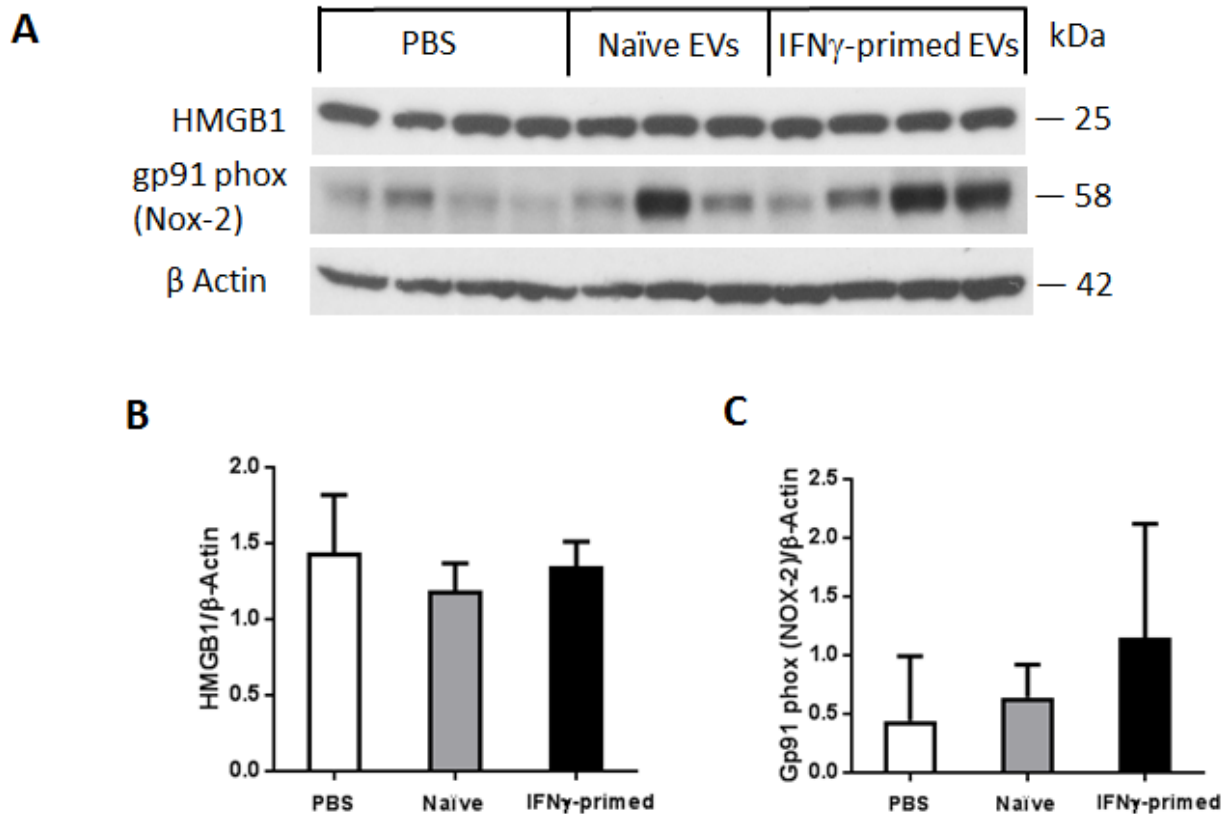 A
PBS Naïve EVs IFNγ-primed EVs kDa
HMGB1 — 25
gp91 phox
(Nox-2) — 58
β Actin — 42
B
HMGB1/β-Actin
2.0
1.5
1.0
0.5
0.0
PBS Naïve IFNγ-primed
C
Gp91 phox (NOX-2)/β-Actin
2.5
2.0
1.5
1.0
0.5
0.0
PBS Naïve IFNγ-primed